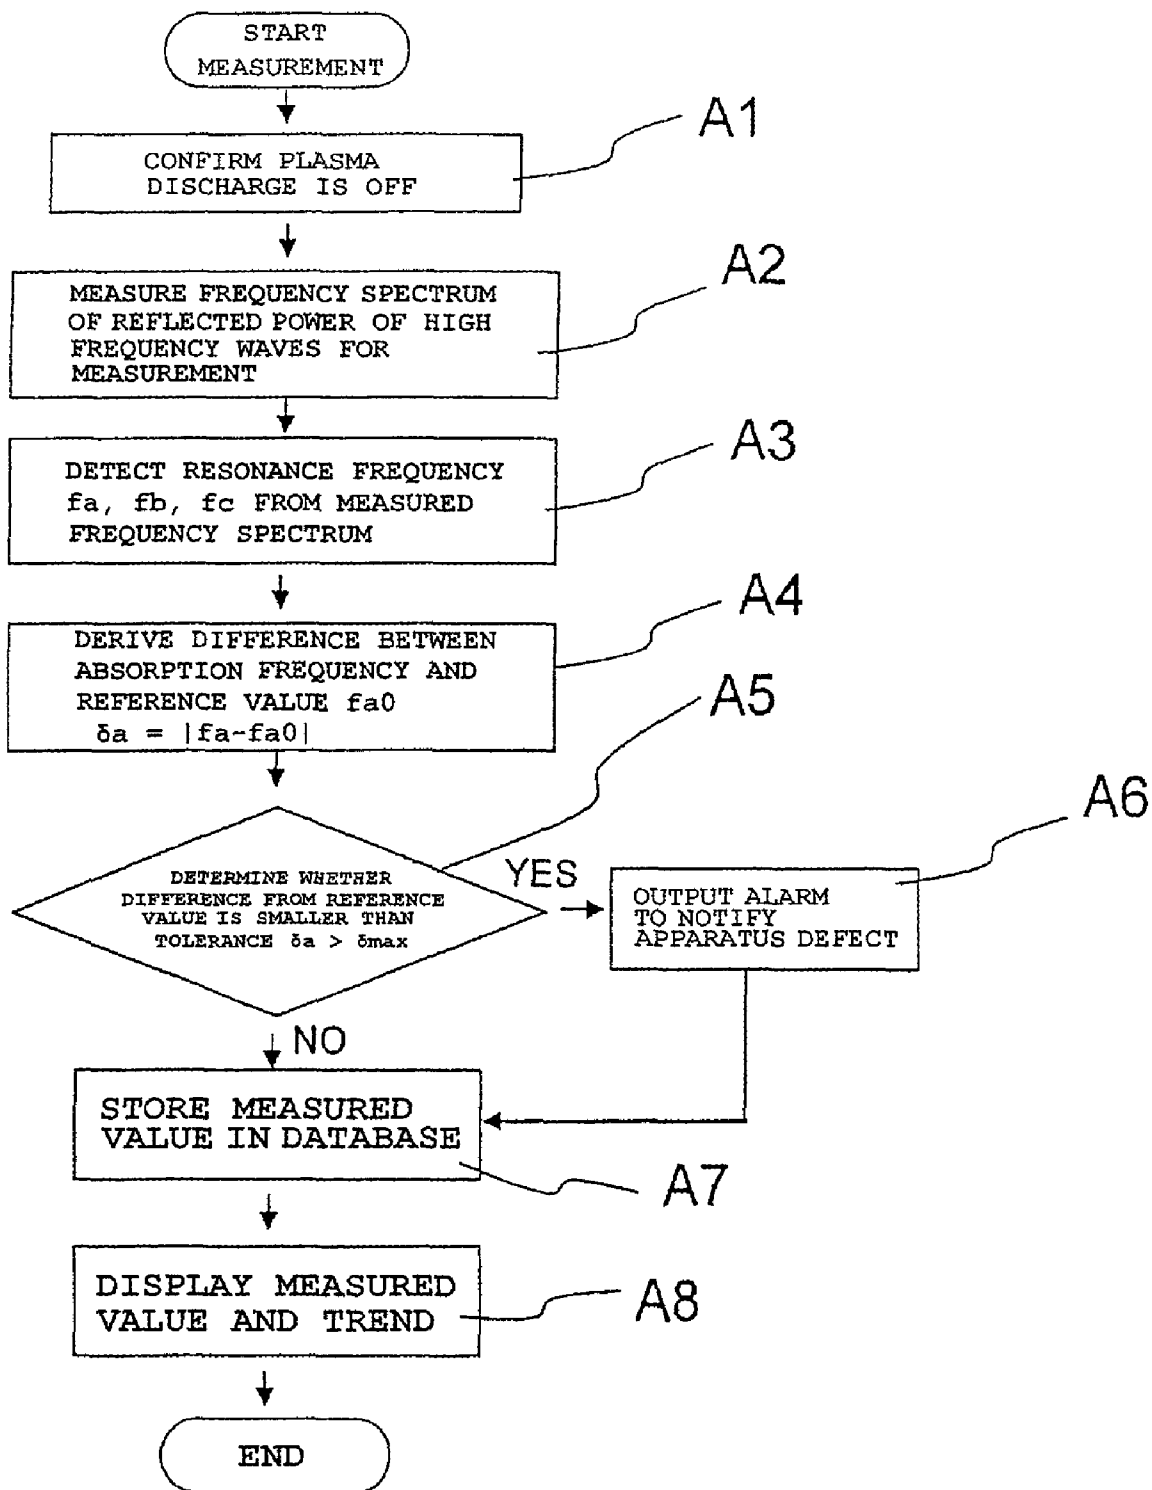 START
MEASUREMENT
A1
CONFIRM PLASMA
DISCHARGE IS OFF
A2
MEASURE FREQUENCY SPECTRUM
OF REFLECTED POWER OF HIGH
FREQUENCY WAVES FOR
MEASUREMENT
A3
DETECT RESONANCE FREQUENCY
fa, fb, fc FROM MEASURED
FREQUENCY SPECTRUM
A4
DERIVE DIFFERENCE BETWEEN
ABSORPTION FREQUENCY AND
REFERENCE VALUE fa0
δa = |fa-fa0|
A5
DETERMINE WHETHER
DIFFERENCE FROM REFERENCE
VALUE IS SMALLER THAN
TOLERANCE δa > δmax
YES
A6
OUTPUT ALARM
TO NOTIFY
APPARATUS DEFECT
NO
STORE MEASURED
VALUE IN DATABASE
A7
DISPLAY MEASURED
VALUE AND TREND
A8
END